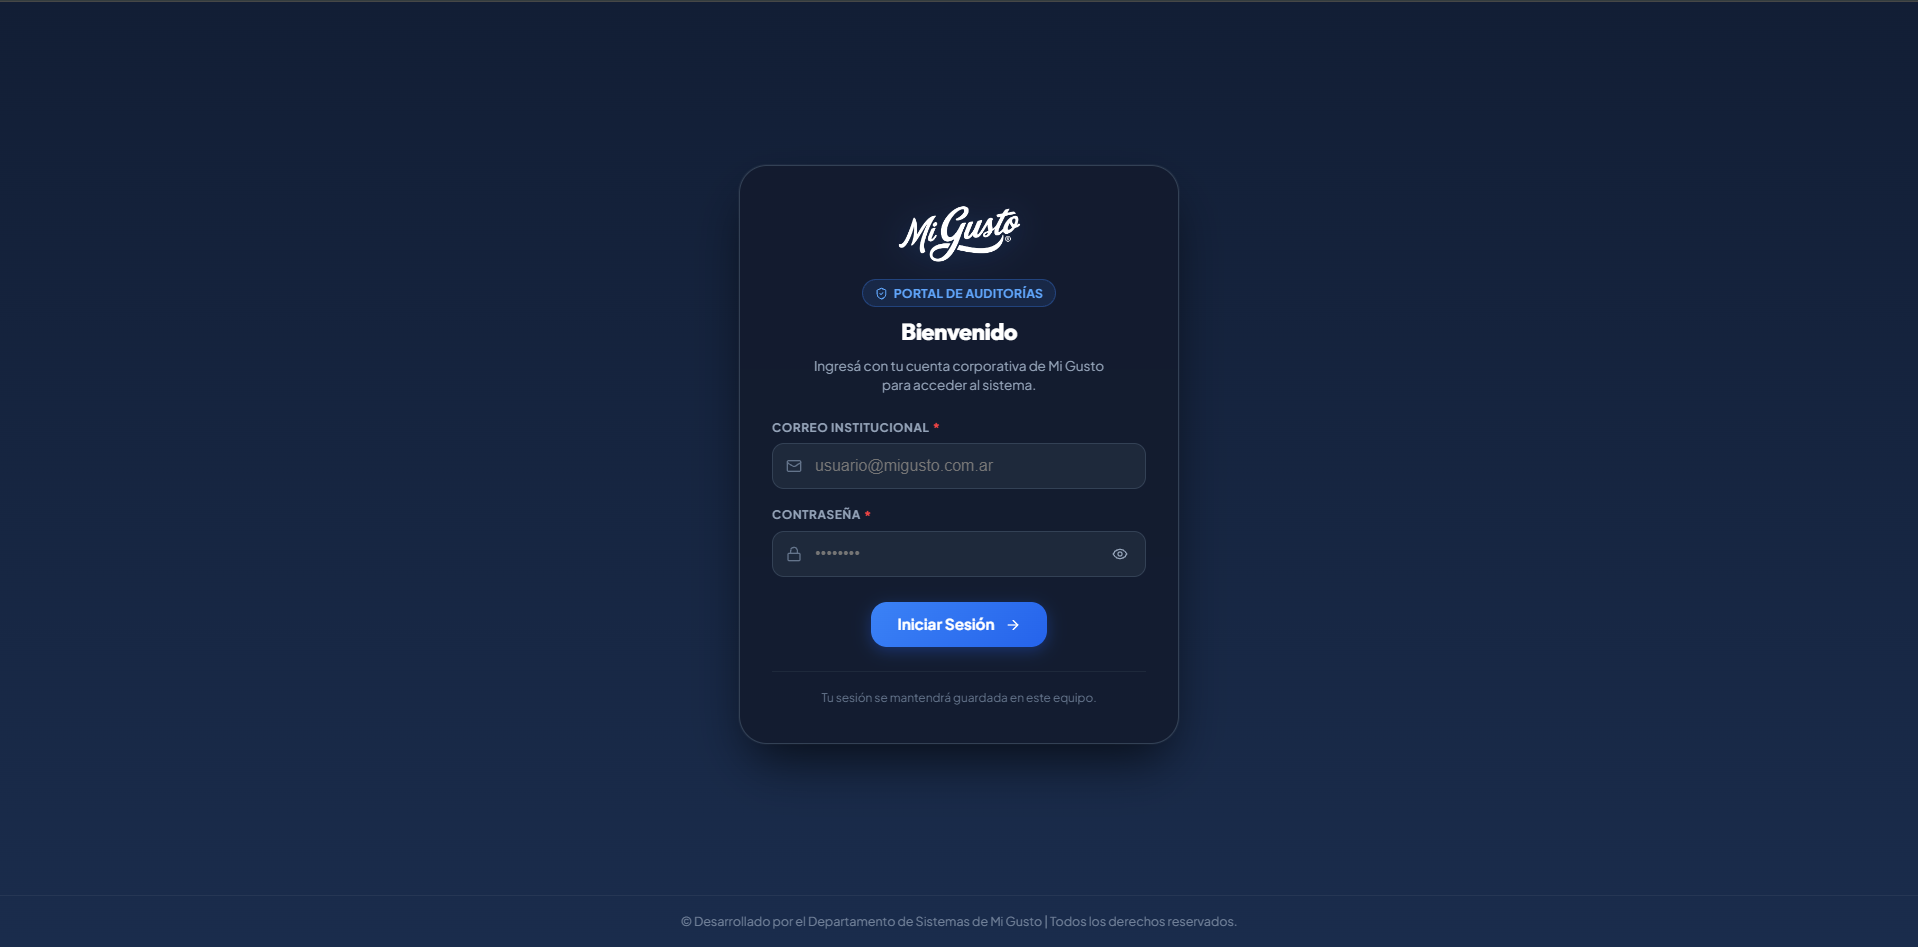 Mi Gusto ®
PORTAL DE AUDITORÍAS
Bienvenido
Ingresá con tu cuenta corporativa de Mi Gusto
para acceder al sistema.
CORREO INSTITUCIONAL *
usuario@migusto.com.ar
CONTRASEÑA *
••••••••
Iniciar Sesión →
Tu sesión se mantendrá guardada en este equipo.
© Desarrollado por el Departamento de Sistemas de Mi Gusto | Todos los derechos reservados.